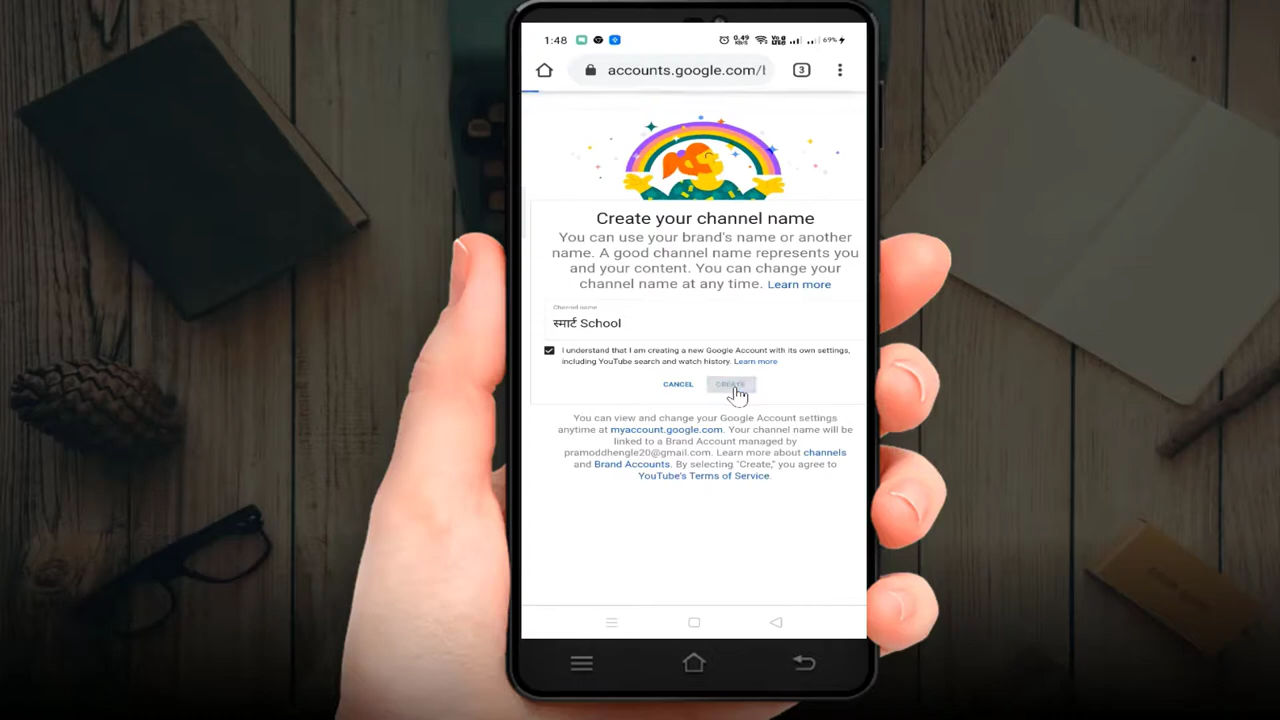 1:48
0.49
KB/s
69%
accounts.google.com/l
3
Create your channel name
You can use your brand's name or another
name. A good channel name represents you
and your content. You can change your
channel name at any time. Learn more
Channel name
स्मार्ट School
I understand that I am creating a new Google Account with its own settings,
including YouTube search and watch history. Learn more
CANCEL CREATE
You can view and change your Google Account settings
anytime at myaccount.google.com. Your channel name will be
linked to a Brand Account managed by
pramoddhengle20@gmail.com. Learn more about channels
and Brand Accounts. By selecting "Create," you agree to
YouTube's Terms of Service.